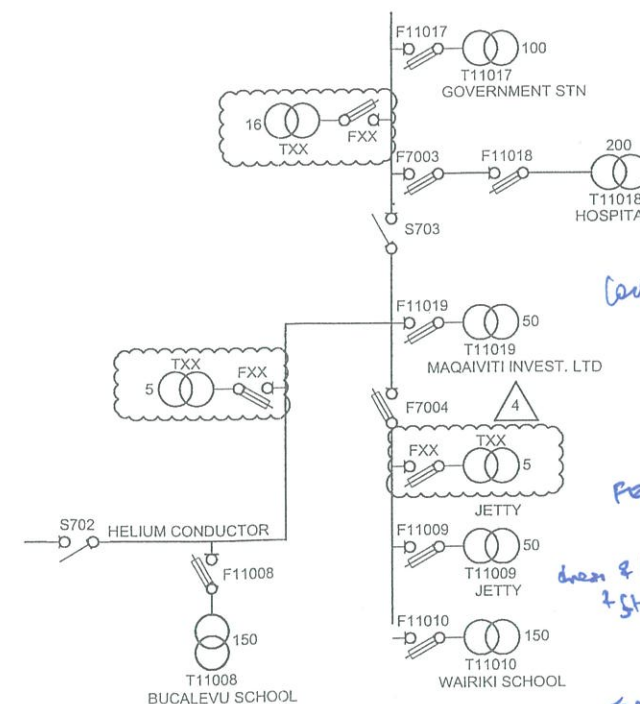 F11017
100
T11017
GOVERNMENT STN
16
TXX
FXX
F7003
F11018
200
T11018
HOSPITA
S703
F11019
50
T11019
MAQAIVITI INVEST. LTD
TXX
5
FXX
F7004
4
FXX
TXX
5
JETTY
S702
HELIUM CONDUCTOR
F11008
F11009
50
T11009
JETTY
150
T11008
BUCALEVU SCHOOL
F11010
150
T11010
WAIRIKI SCHOOL